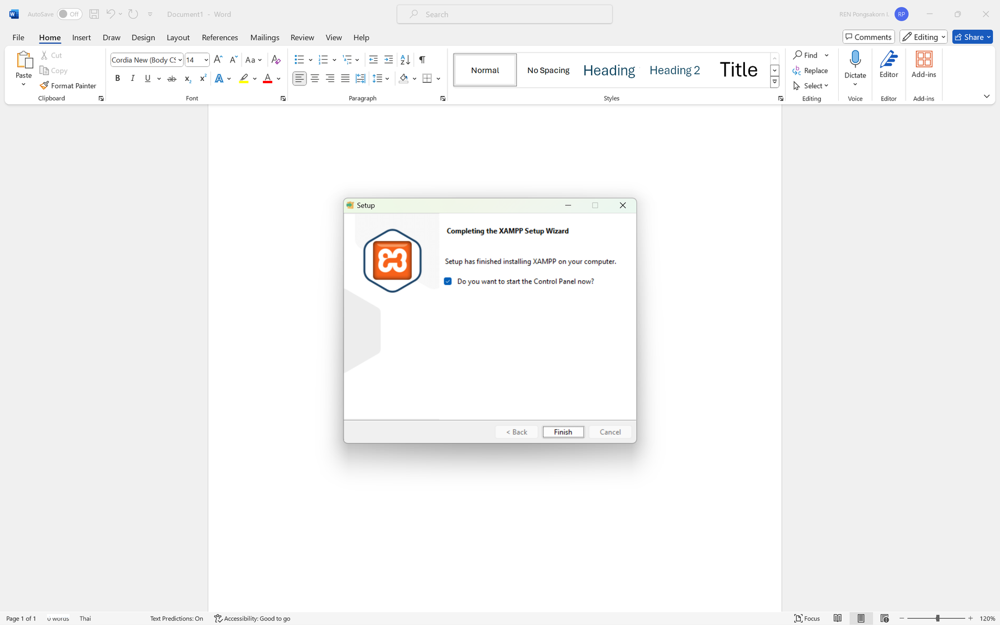 AutoSave Off Document1 - Word Search REN Pongsakorn I. RP
File Home Insert Draw Design Layout References Mailings Review View Help Comments Editing Share
Paste Cut Copy Format Painter
Clipboard
Cordia New (Body CS 14 Aa
B I U ab x₂ x² A A
Font
Paragraph
Normal No Spacing Heading Heading 2 Title
Styles
Find
Replace
Select
Editing
Dictate
Voice
Editor
Editor
Add-ins
Add-ins
Setup
Completing the XAMPP Setup Wizard
Setup has finished installing XAMPP on your computer.
Do you want to start the Control Panel now?
< Back Finish Cancel
Page 1 of 1 0 words Thai Text Predictions: On Accessibility: Good to go Focus 120%